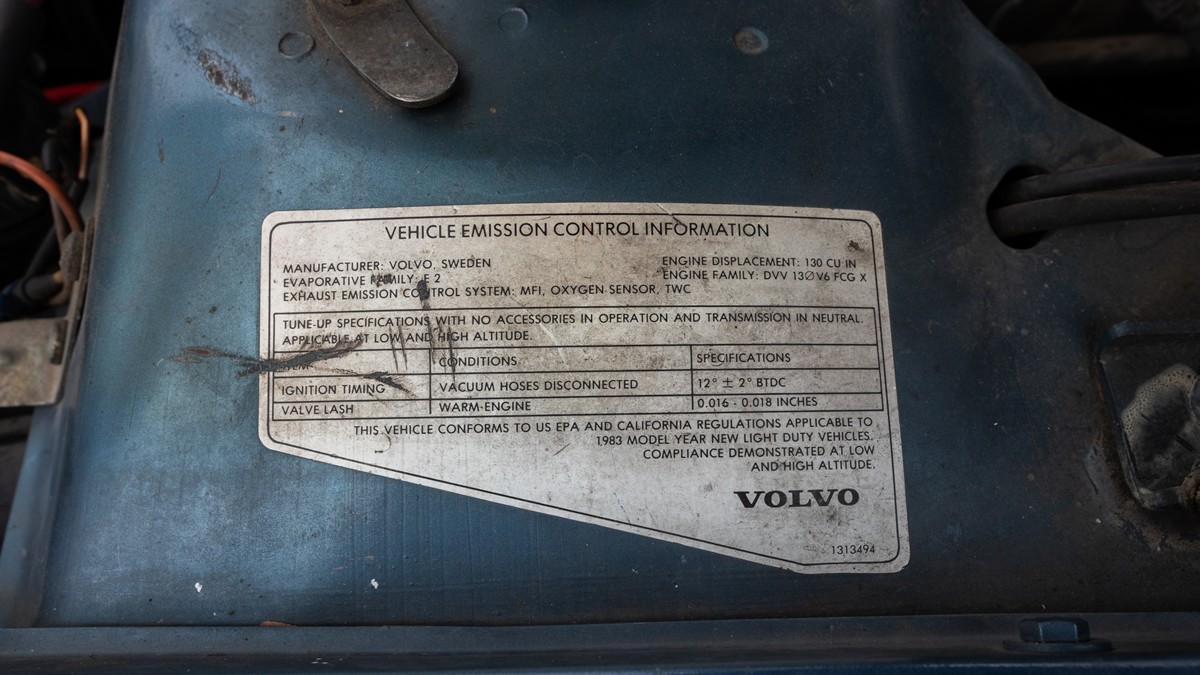 VEHICLE EMISSION CONTROL INFORMATION
MANUFACTURER: VOLVO, SWEDEN
EVAPORATIVE FAMILY: E 2
EXHAUST EMISSION CONTROL SYSTEM: MFI, OXYGEN SENSOR, TWC
ENGINE DISPLACEMENT: 130 CU IN
ENGINE FAMILY: DVV 13Ø V6 FCG X
TUNE-UP SPECIFICATIONS WITH NO ACCESSORIES IN OPERATION AND TRANSMISSION IN NEUTRAL.
APPLICABLE AT LOW AND HIGH ALTITUDE.
CONDITIONS SPECIFICATIONS
IGNITION TIMING VACUUM HOSES DISCONNECTED 12° ± 2° BTDC
VALVE LASH WARM-ENGINE 0.016 - 0.018 INCHES
THIS VEHICLE CONFORMS TO US EPA AND CALIFORNIA REGULATIONS APPLICABLE TO
1983 MODEL YEAR NEW LIGHT DUTY VEHICLES.
COMPLIANCE DEMONSTRATED AT LOW
AND HIGH ALTITUDE.
VOLVO
1313494